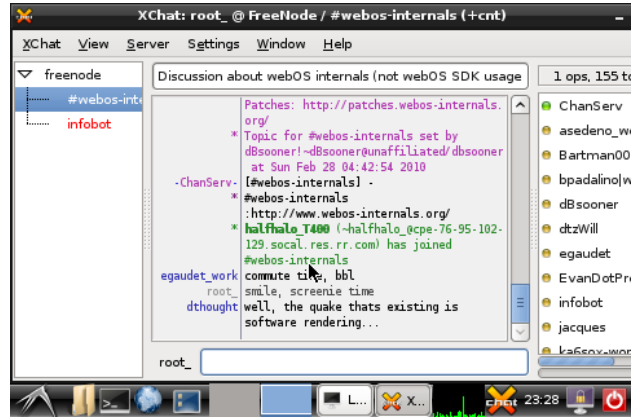 XChat: root_ @ FreeNode / #webos-internals (+cnt)
XChat View Server Settings Window Help
freenode
#webos-inte
infobot
Discussion about webOS internals (not webOS SDK usage
1 ops, 155 to
Patches: http://patches.webos-internals.
org/
* Topic for #webos-internals set by
dBsooner!~dBsooner@unaffiliated/dbsooner
at Sun Feb 28 04:42:54 2010
-ChanServ- [#webos-internals] -
* #webos-internals
:http://www.webos-internals.org/
* halfhalo_T400 (~halfhalo_@cpe-76-95-102-
129.socal.res.rr.com) has joined
#webos-internals
egaudet_work commute time, bbl
root_ smile, screenie time
dthought well, the quake thats existing is
software rendering...
ChanServ
asedeno_wo
Bartman00
bpadalino|w
dBsooner
dtzWill
egaudet
EvanDotPro
infobot
jacques
ka6sox-wor
root_
L...
X...
Chat
23:28